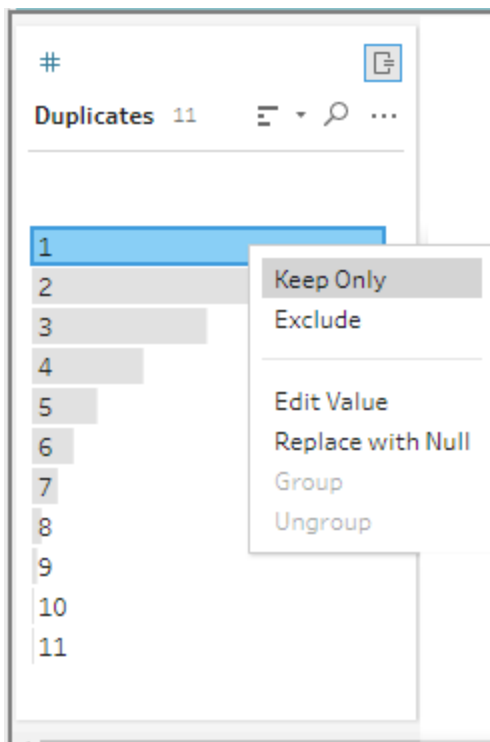 #
Duplicates 11
1
2
3
4
5
6
7
8
9
10
11
Keep Only
Exclude
Edit Value
Replace with Null
Group
Ungroup